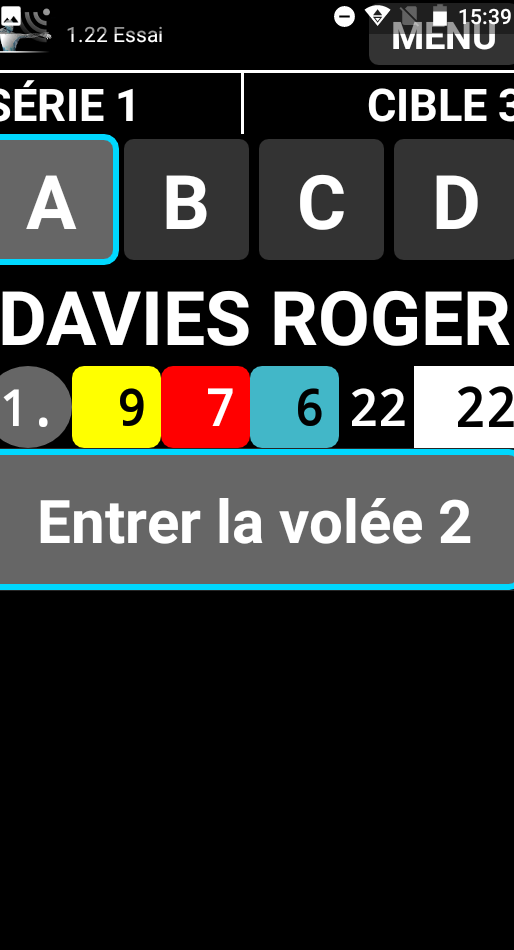 15:39
1.22 Essai
MENU
SÉRIE 1
CIBLE 3
A B C D
DAVIES ROGER
1. 9 7 6 22 22
Entrer la volée 2